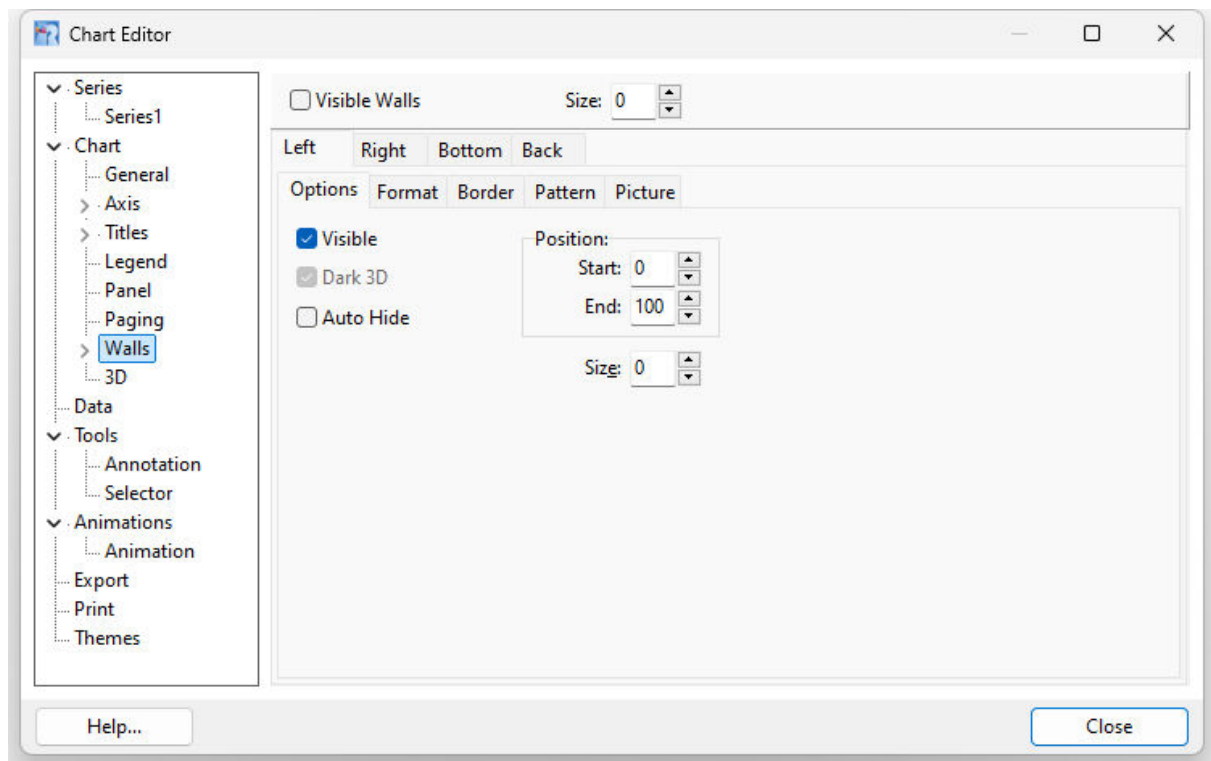 Chart Editor
Series
Series1
Chart
General
Axis
Titles
Legend
Panel
Paging
Walls
3D
Data
Tools
Annotation
Selector
Animations
Animation
Export
Print
Themes
Visible Walls Size: 0
Left Right Bottom Back
Options Format Border Pattern Picture
Visible
Dark 3D
Auto Hide
Position:
Start: 0
End: 100
Size: 0
Help...
Close